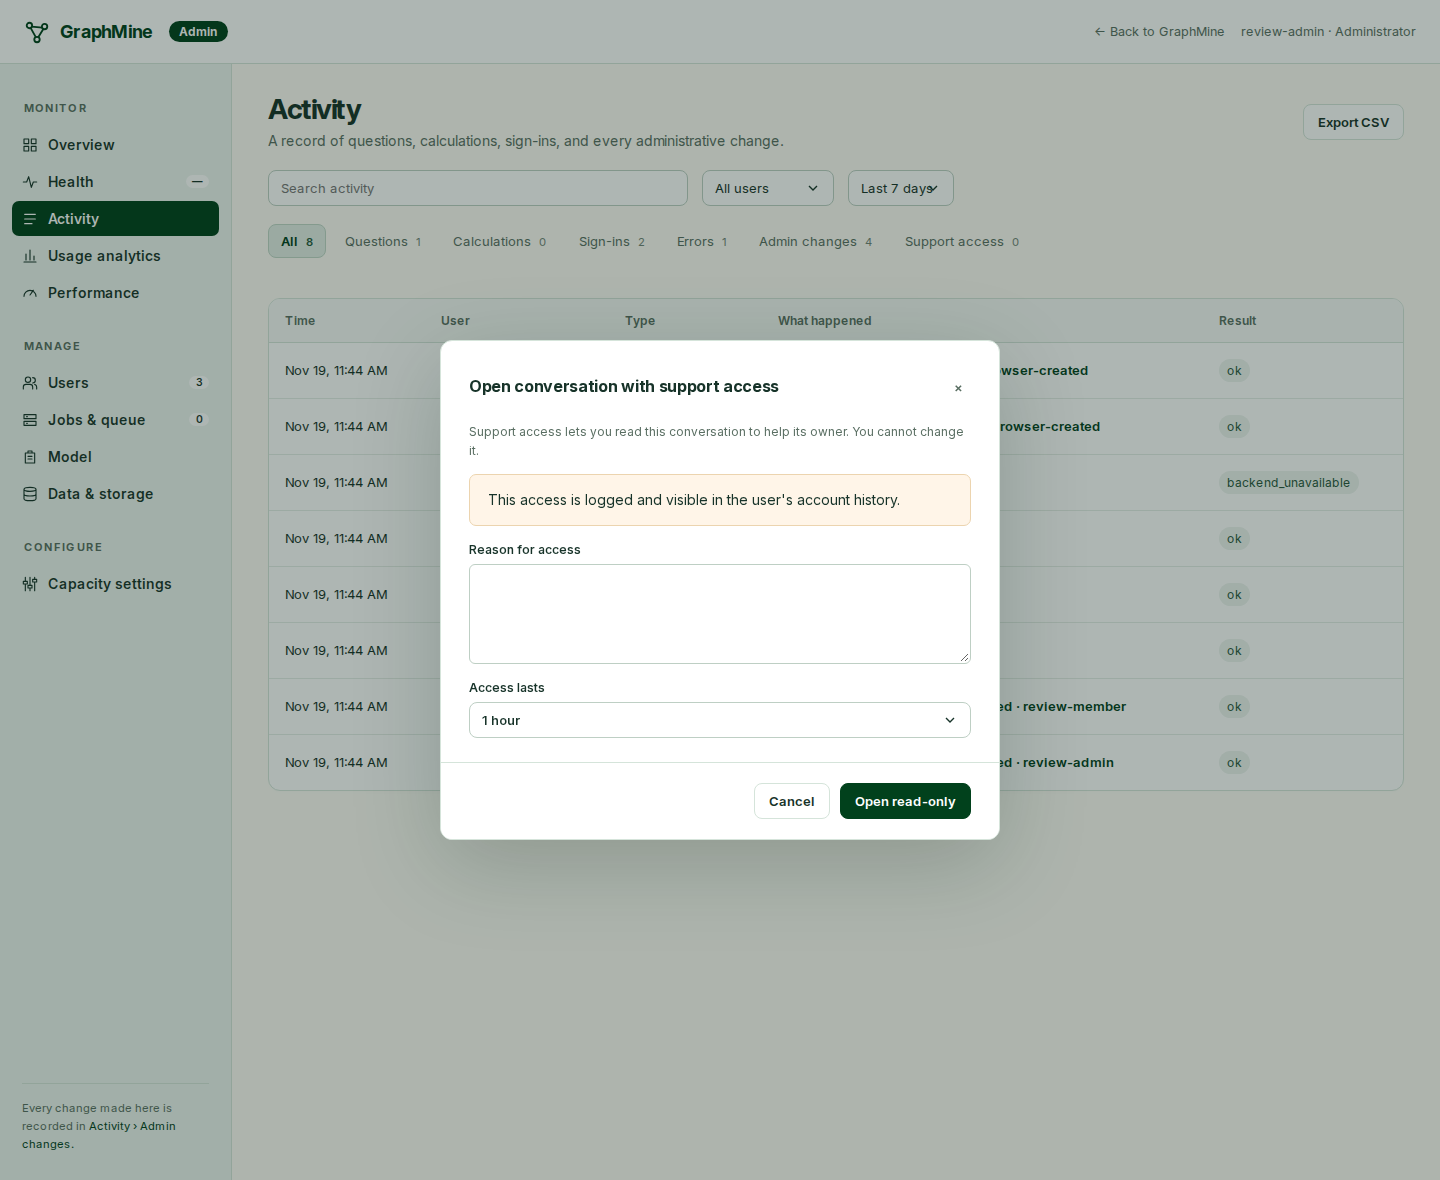 GraphMine Admin
← Back to GraphMine review-admin · Administrator
MONITOR
Overview
Health —
Activity
Usage analytics
Performance
MANAGE
Users 3
Jobs & queue 0
Model
Data & storage
CONFIGURE
Capacity settings
Every change made here is
recorded in Activity › Admin
changes.
Activity
A record of questions, calculations, sign-ins, and every administrative change.
Export CSV
Search activity
All users
Last 7 days
All 8 Questions 1 Calculations 0 Sign-ins 2 Errors 1 Admin changes 4 Support access 0
Time User Type What happened Result
Nov 19, 11:44 AM ok
Nov 19, 11:44 AM ok
Nov 19, 11:44 AM backend_unavailable
Nov 19, 11:44 AM ok
Nov 19, 11:44 AM ok
Nov 19, 11:44 AM ok
Nov 19, 11:44 AM · review-member ok
Nov 19, 11:44 AM · review-admin ok
Open conversation with support access
×
Support access lets you read this conversation to help its owner. You cannot change
it.
This access is logged and visible in the user's account history.
Reason for access
Access lasts
1 hour
Cancel
Open read-only